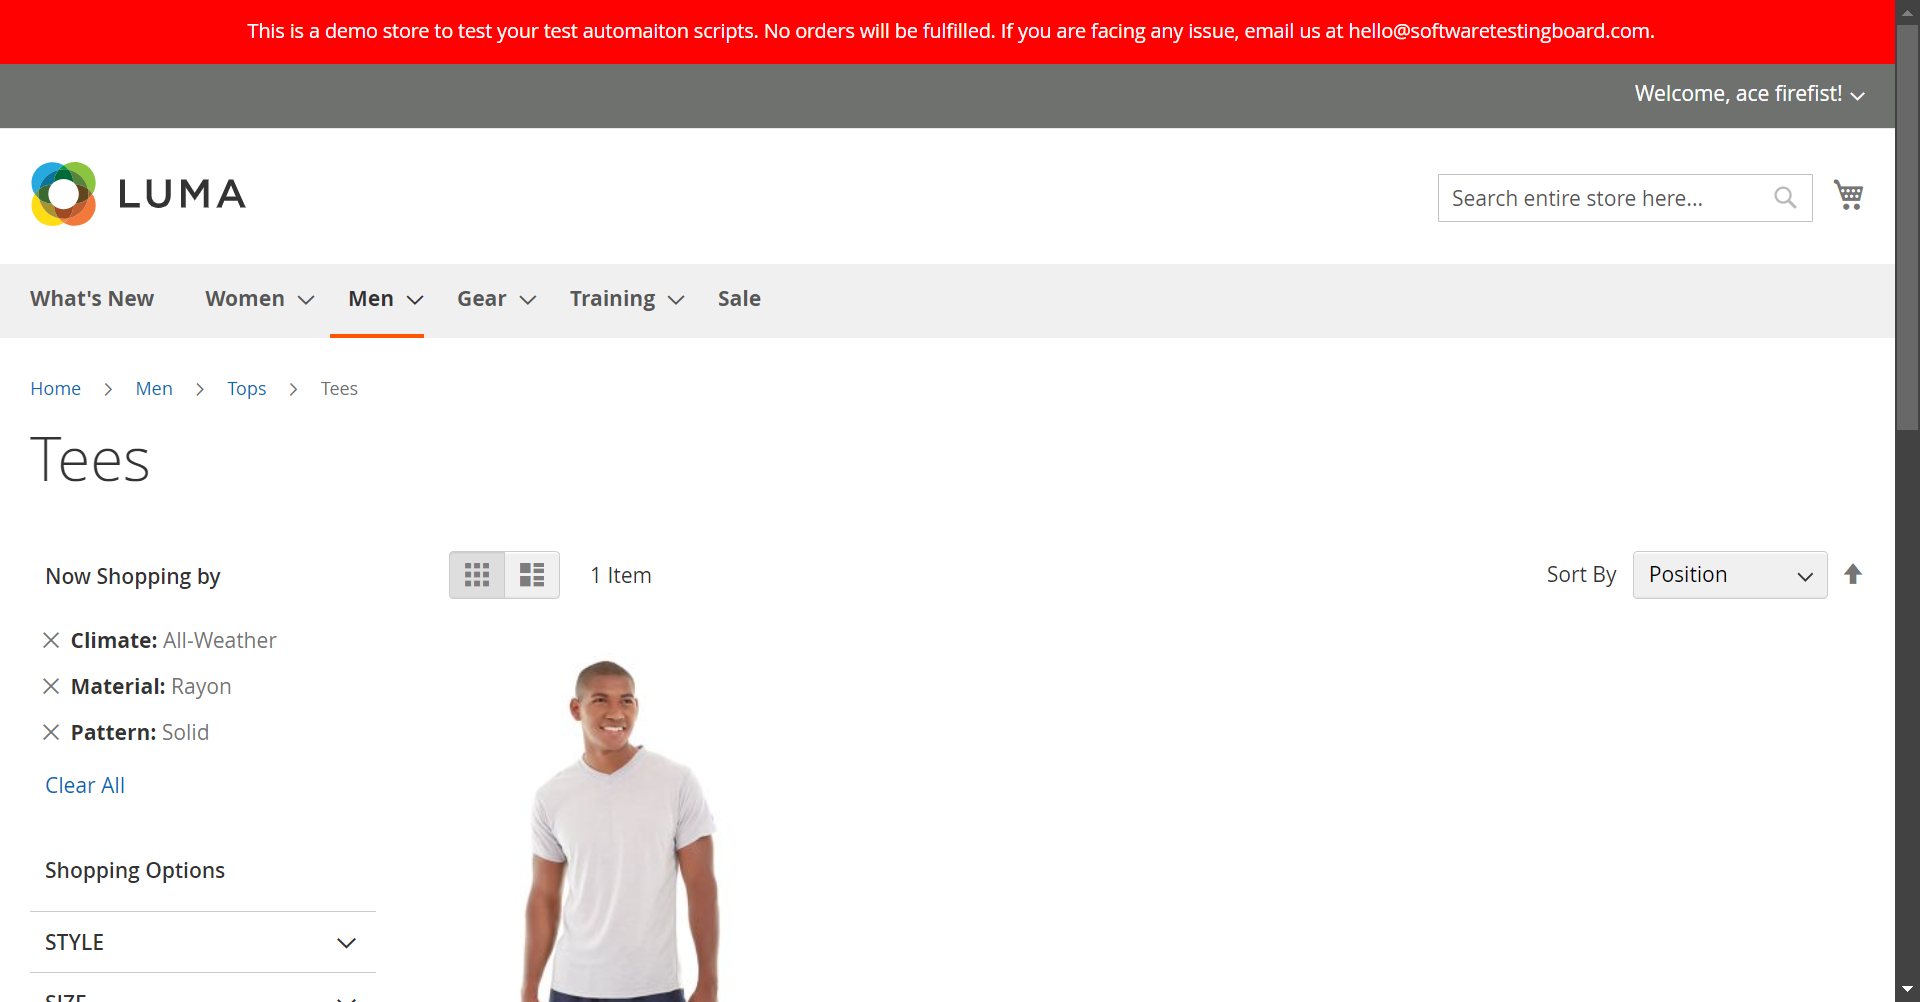 This is a demo store to test your test automaiton scripts. No orders will be fulfilled. If you are facing any issue, email us at hello@softwaretestingboard.com.
Welcome, ace firefist!
LUMA
Search entire store here...
What's New Women Men Gear Training Sale
Home Men Tops Tees
Tees
Now Shopping by
1 Item
Sort By Position
Climate: All-Weather
Material: Rayon
Pattern: Solid
Clear All
Shopping Options
STYLE
SIZE